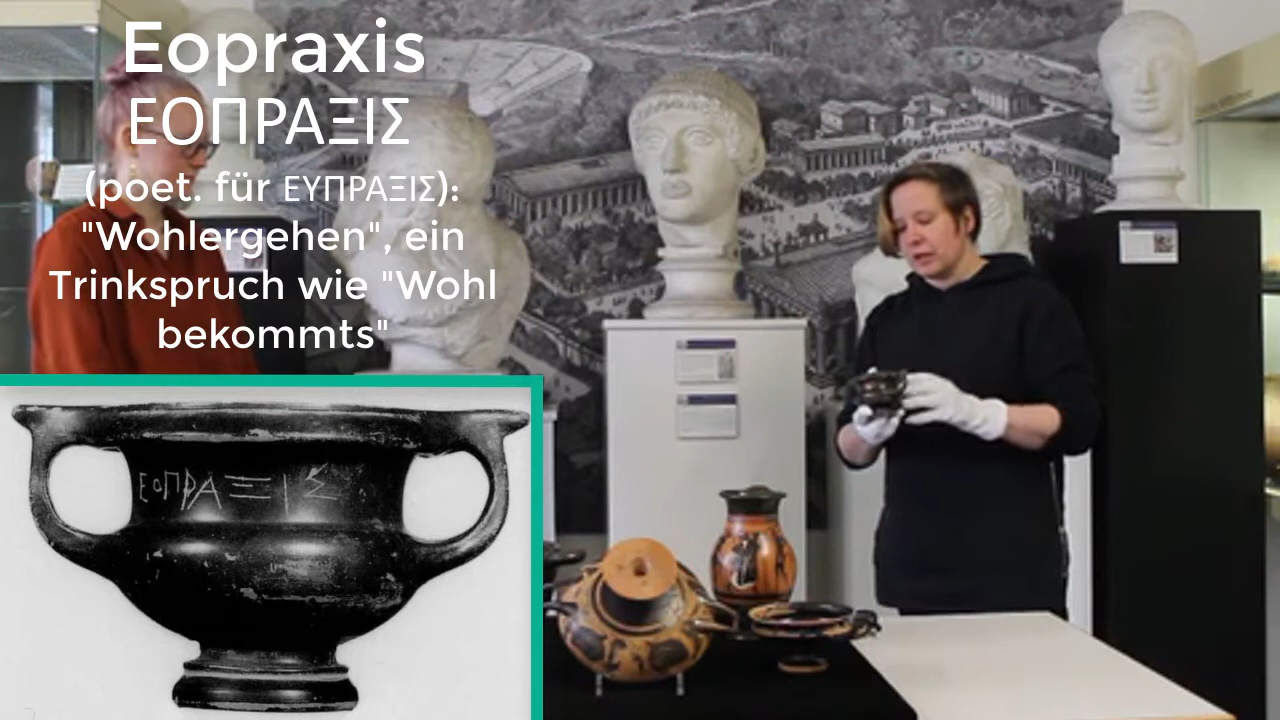 Eopraxis
ΕΟΠΡΑΞΙΣ
(poet. für ΕΥΠΡΑΞΙΣ):
"Wohlergehen", ein
Trinkspruch wie "Wohl
bekommts"
ΕΟΠΡΑΞΙΣ